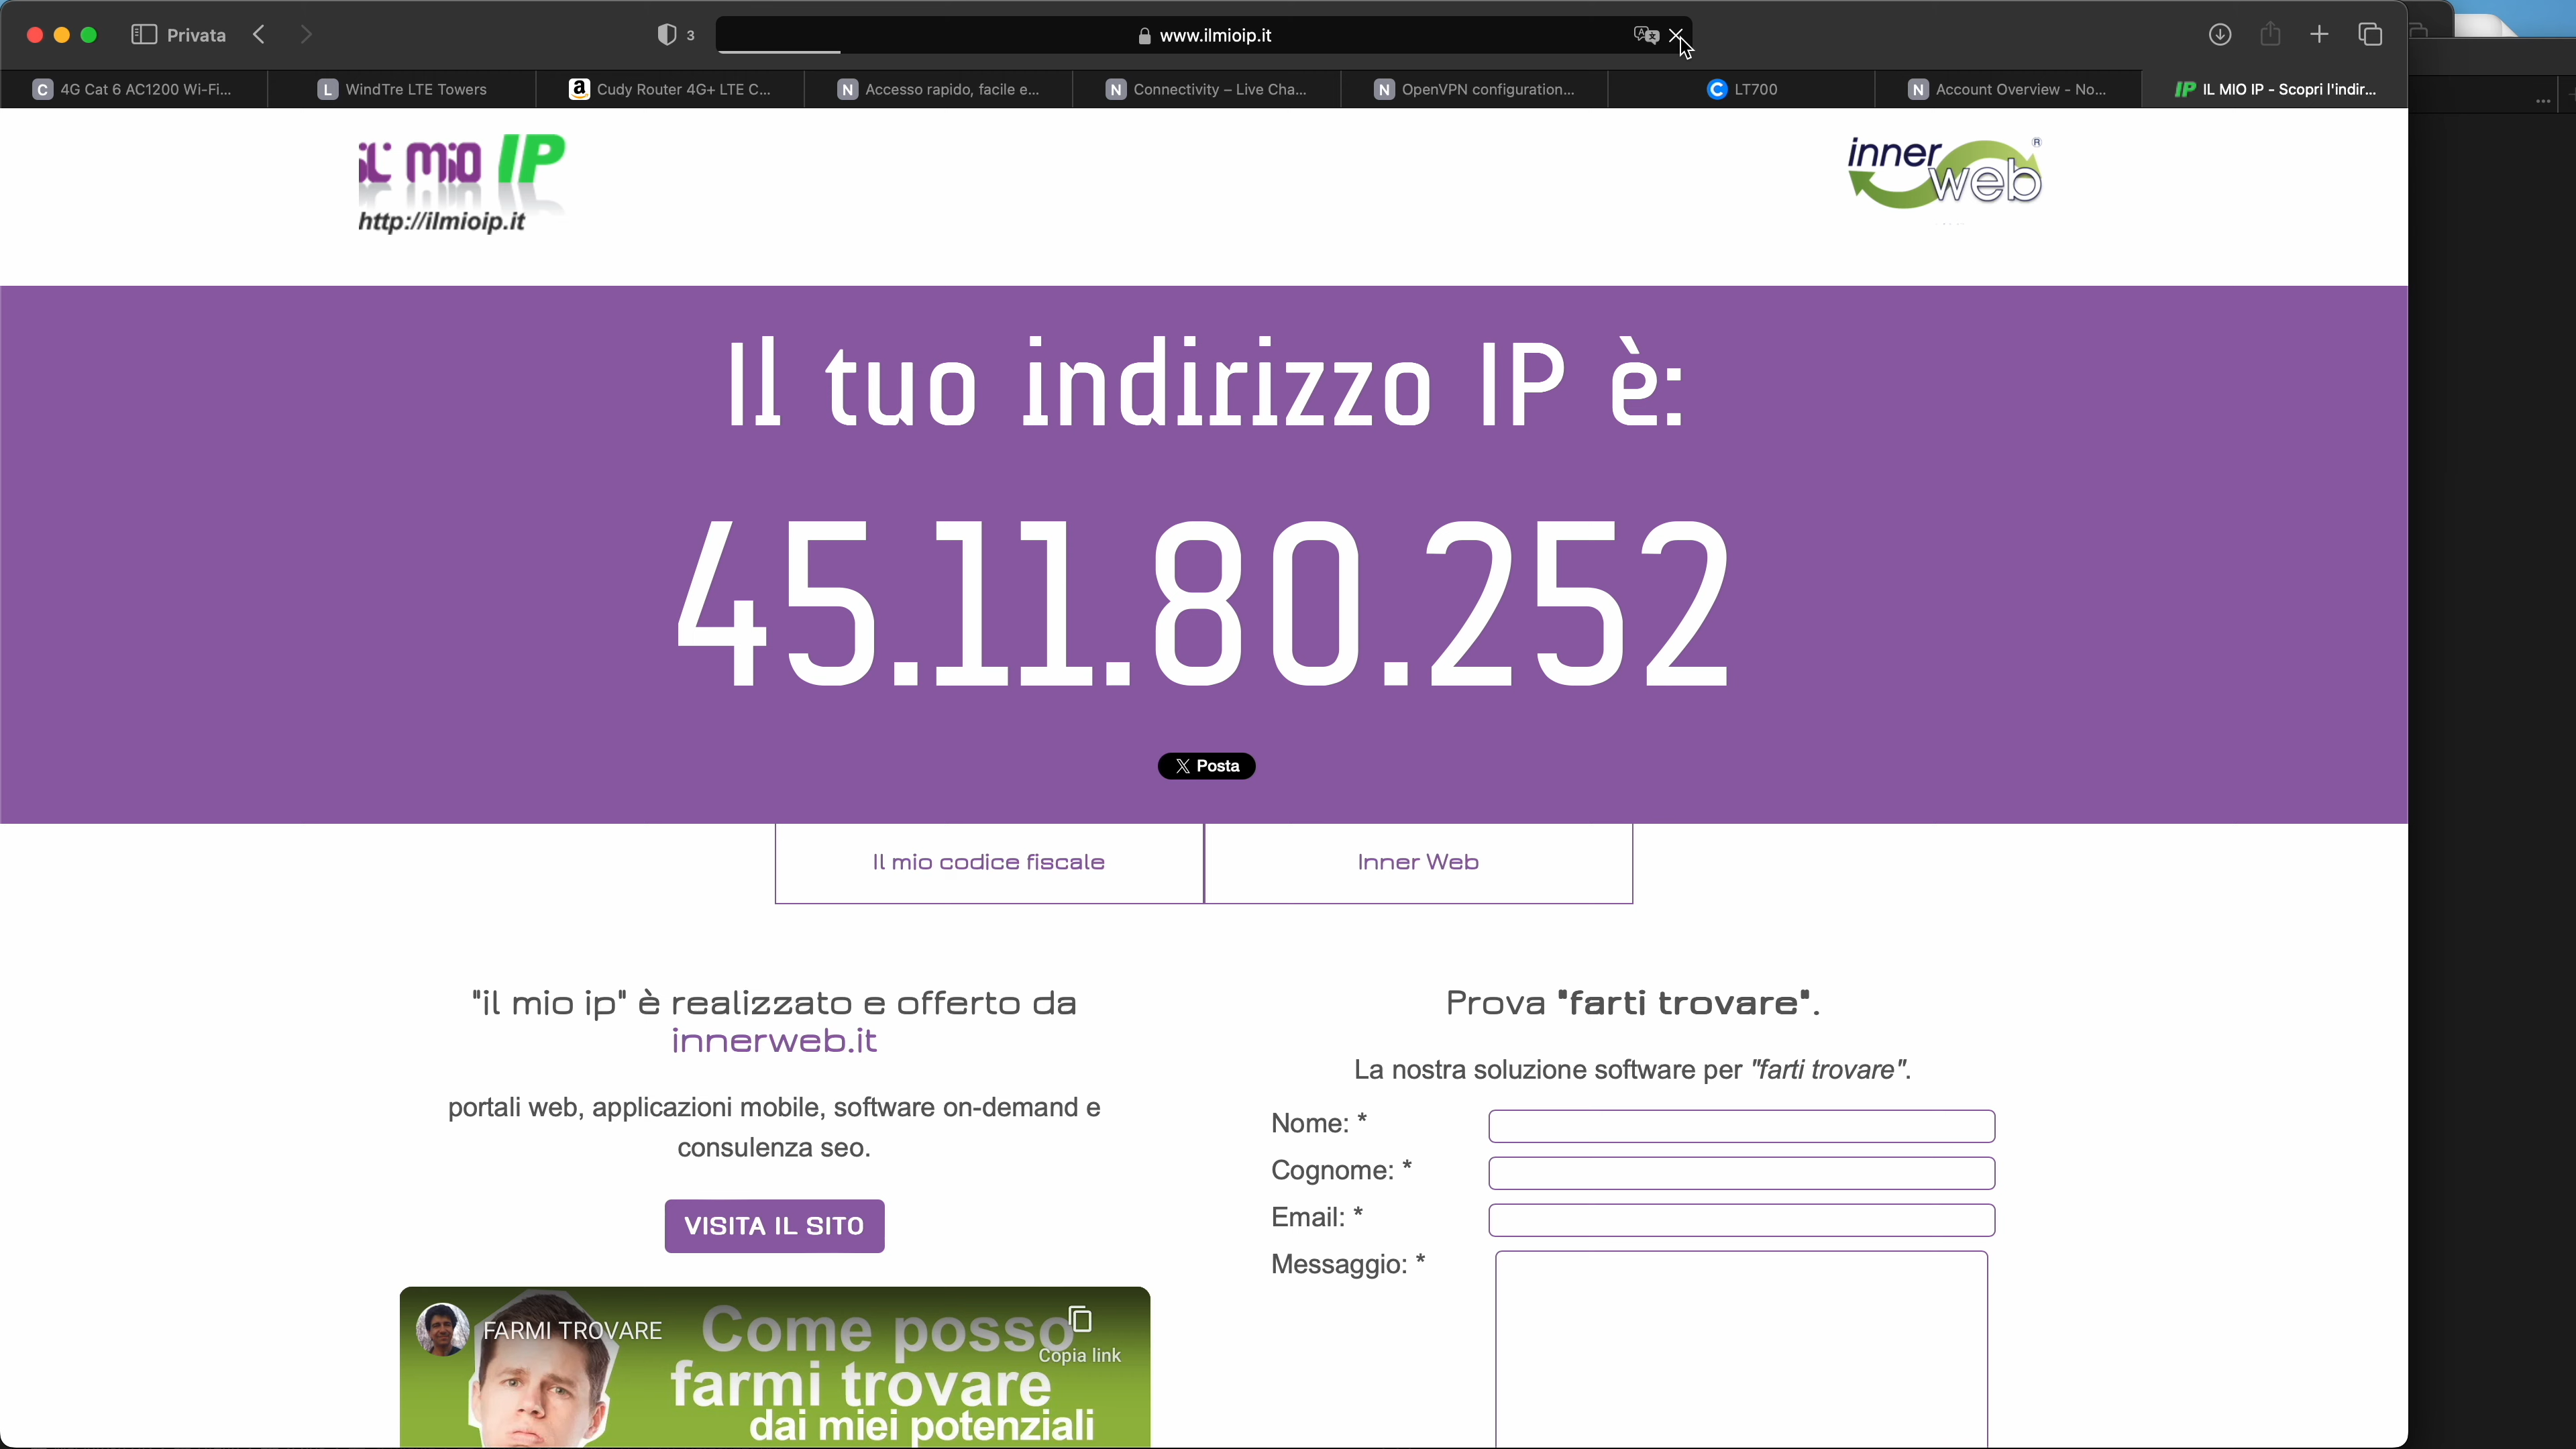 Privata
3
www.ilmioip.it
C 4G Cat 6 AC1200 Wi-Fi...
L WindTre LTE Towers
a Cudy Router 4G+ LTE C...
N Accesso rapido, facile e...
N Connectivity – Live Cha...
N OpenVPN configuration...
C LT700
N Account Overview - No...
IP IL MIO IP - Scopri l'indir...
il mio IP
http://ilmioip.it
inner web ®
Il tuo indirizzo IP è:
45.11.80.252
X Posta
Il mio codice fiscale
Inner Web
"il mio ip" è realizzato e offerto da
innerweb.it
portali web, applicazioni mobile, software on-demand e
consulenza seo.
VISITA IL SITO
FARMI TROVARE
Come posso
Copia link
farmi trovare
dai miei potenziali
Prova "farti trovare".
La nostra soluzione software per "farti trovare".
Nome: *
Cognome: *
Email: *
Messaggio: *